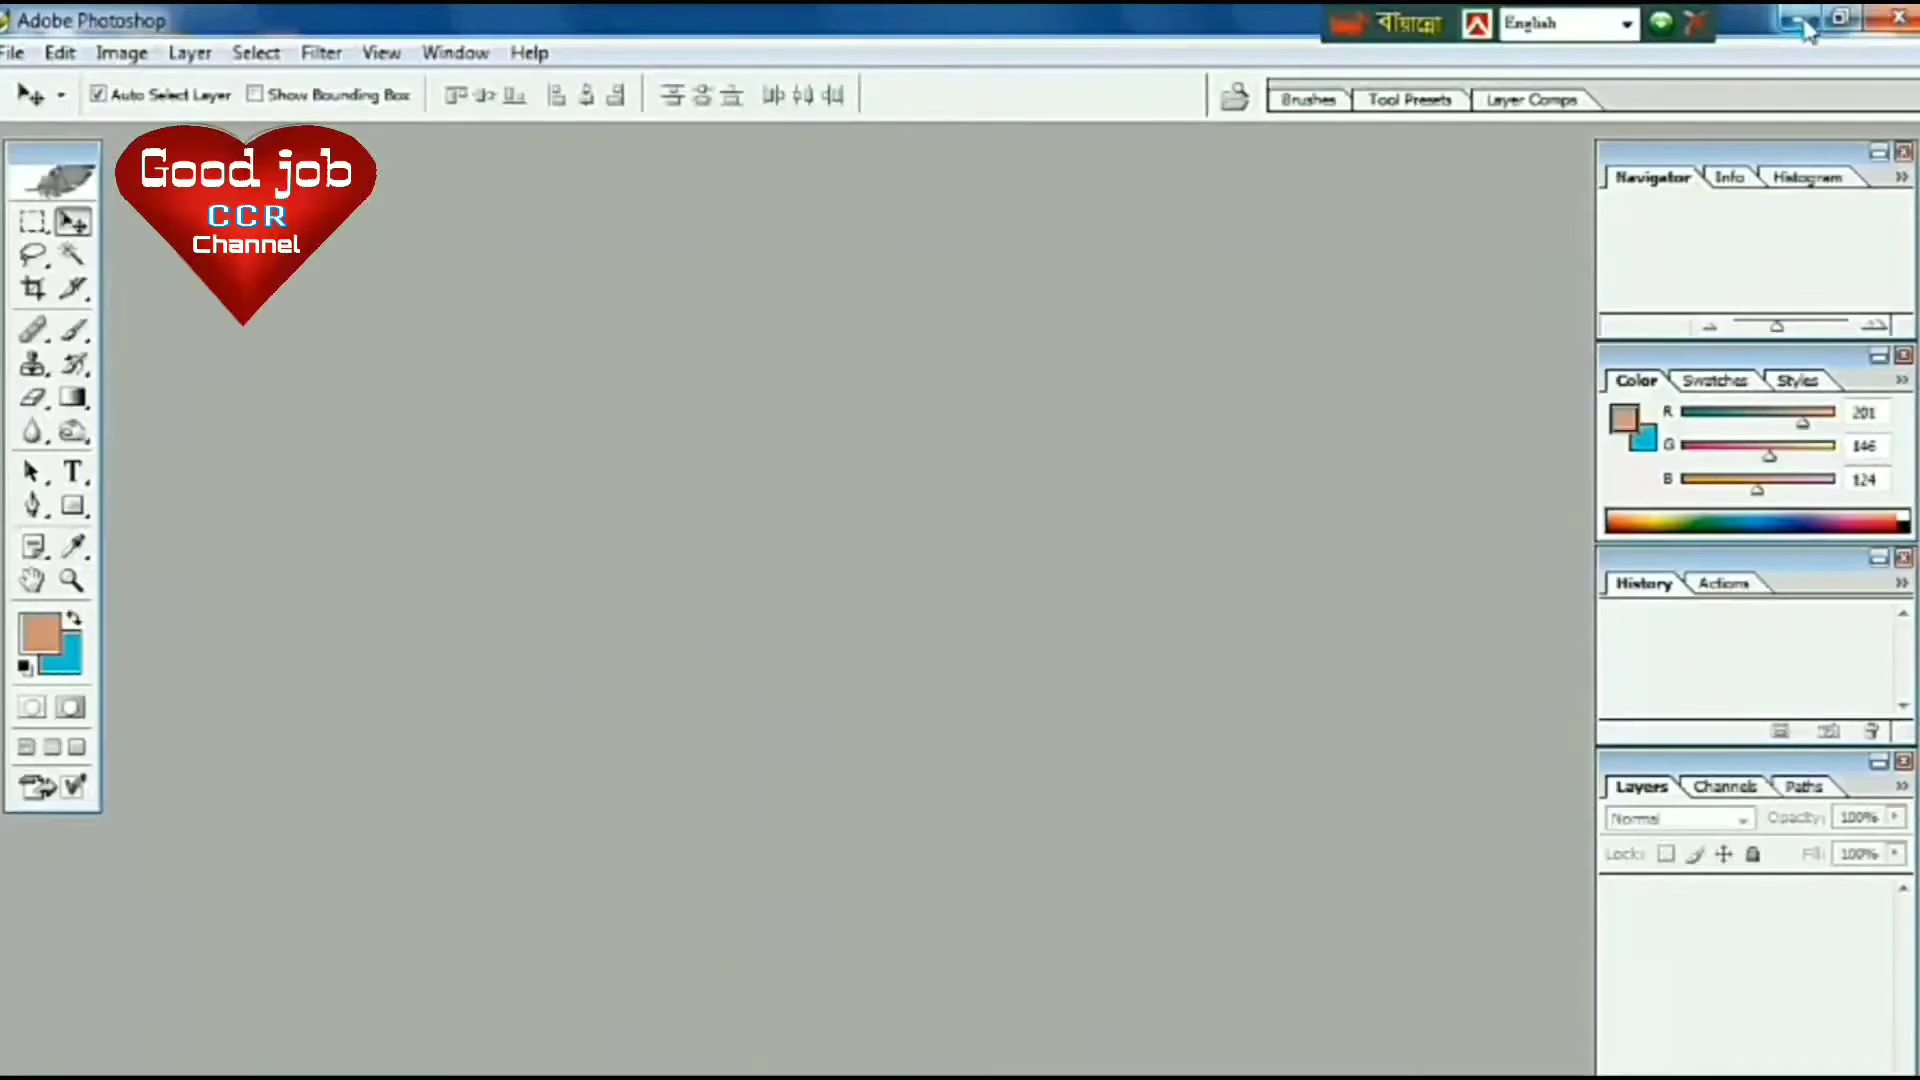 Adobe Photoshop
বায়ান্নো
English
File Edit Image Layer Select Filter View Window Help
Auto Select Layer
Show Bounding Box
Brushes
Tool Presets
Layer Comps
Good job
CCR
Channel
Navigator
Info
Histogram
Color
Swatches
Styles
R 201
G 146
B 124
History
Actions
Layers
Channels
Paths
Normal
Opacity: 100%
Lock:
Fill: 100%